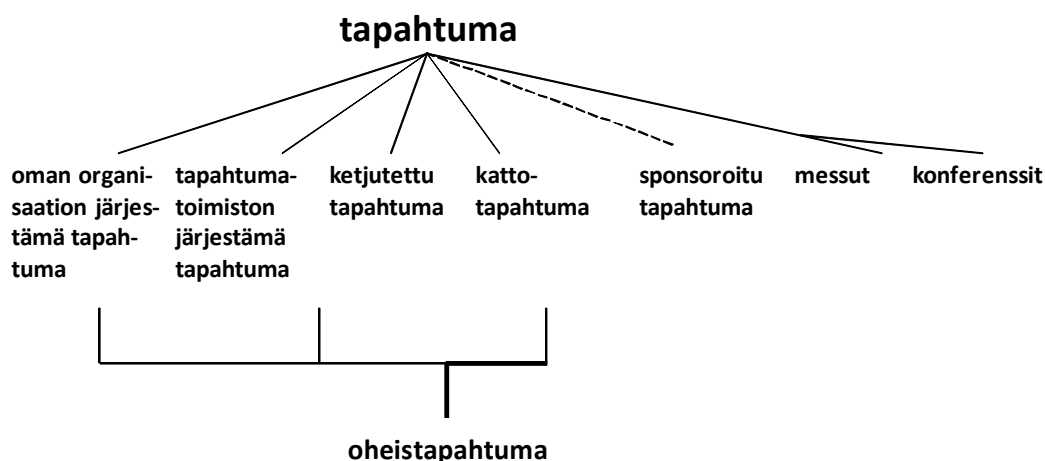 tapahtuma
oman organi-
saation järjes-
tämä tapah-
tuma
tapahtuma-
toimiston
järjestämä
tapahtuma
ketjutettu
tapahtuma
katto-
tapahtuma
sponsoroitu
tapahtuma
messut
konferenssit
oheistapahtuma